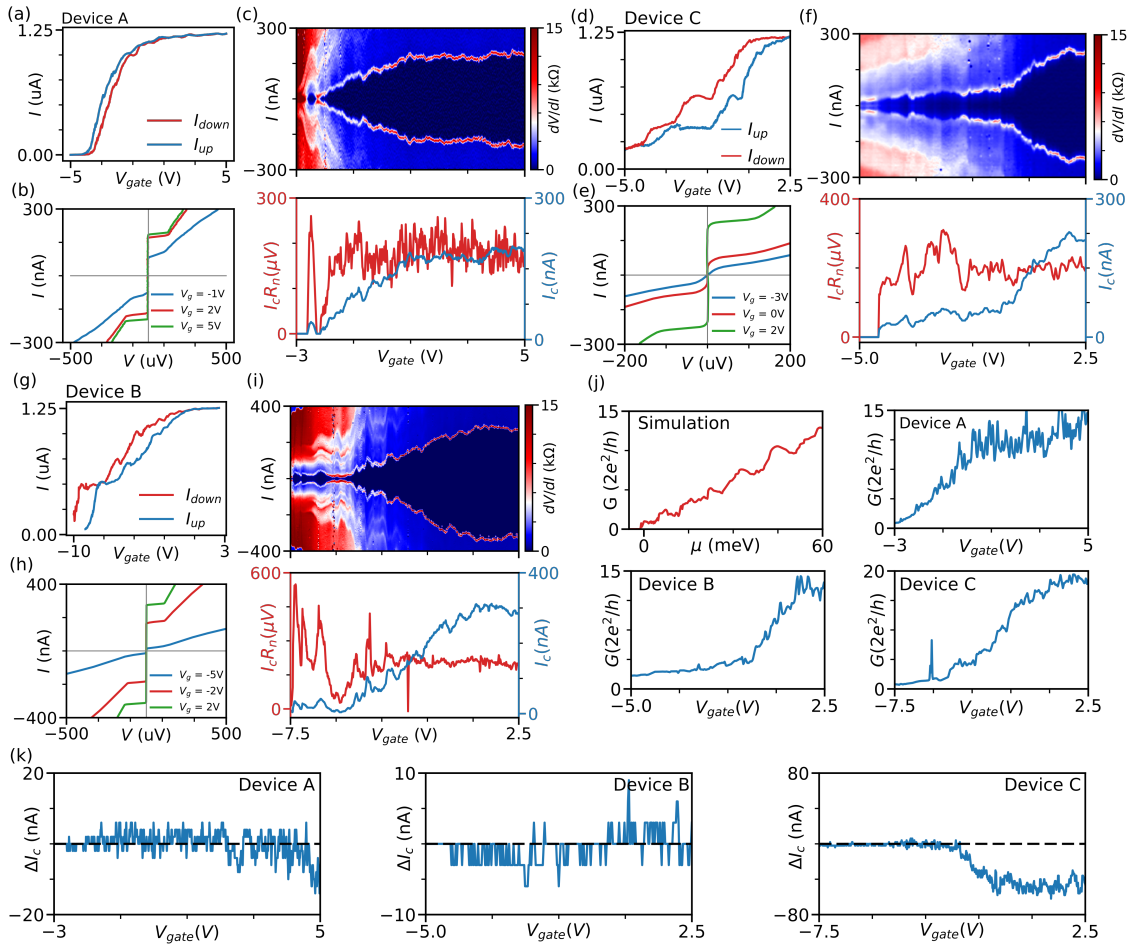 (a) Device A
1.25
I (uA)
0.00
I_down
I_up
−5
V_gate (V)
5
(c)
300
I (nA)
−300
15
dV/dI (kΩ)
0
300
I_cR_n(μV)
0
300
I_c(nA)
0
−3
V_gate (V)
5
(b)
300
I (nA)
−300
V_g = -1V
V_g = 2V
V_g = 5V
−500
V (uV)
500
(d) Device C
1.25
I (uA)
0.00
I_up
I_down
−5.0
V_gate (V)
2.5
(f)
300
I (nA)
−300
15
dV/dI (kΩ)
0
400
I_cR_n(μV)
0
300
I_c(nA)
0
−5.0
V_gate (V)
2.5
(e)
300
I (nA)
−300
V_g = -3V
V_g = 0V
V_g = 2V
−200
V (uV)
200
(g) Device B
1.25
I (uA)
0.00
I_down
I_up
−10
V_gate (V)
3
(i)
400
I (nA)
−400
15
dV/dI (kΩ)
0
600
I_cR_n(μV)
0
400
I_c(nA)
0
−7.5
V_gate (V)
2.5
(h)
400
I (nA)
−400
V_g = -5V
V_g = -2V
V_g = 2V
−500
V (uV)
500
(j)
Simulation
15
G (2e²/h)
0
0
μ (meV)
60
Device A
15
G(2e²/h)
0
−3
V_gate(V)
5
Device B
15
G(2e²/h)
0
−5.0
V_gate(V)
2.5
Device C
20
G(2e²/h)
0
−7.5
V_gate(V)
2.5
(k)
Device A
20
ΔI_c (nA)
−20
−3
V_gate(V)
5
Device B
10
ΔI_c (nA)
−10
−5.0
V_gate(V)
2.5
Device C
80
ΔI_c (nA)
−80
−7.5
V_gate(V)
2.5